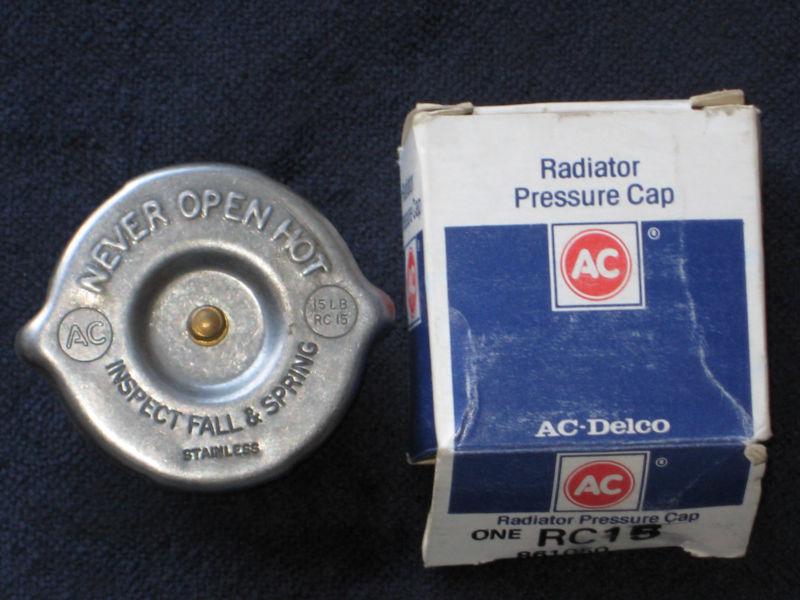 NEVER OPEN HOT
AC
15 LB
RC 15
INSPECT FALL & SPRING
STAINLESS
Radiator
Pressure Cap
AC
®
AC-Delco
AC
®
Radiator Pressure Cap
ONE RC15